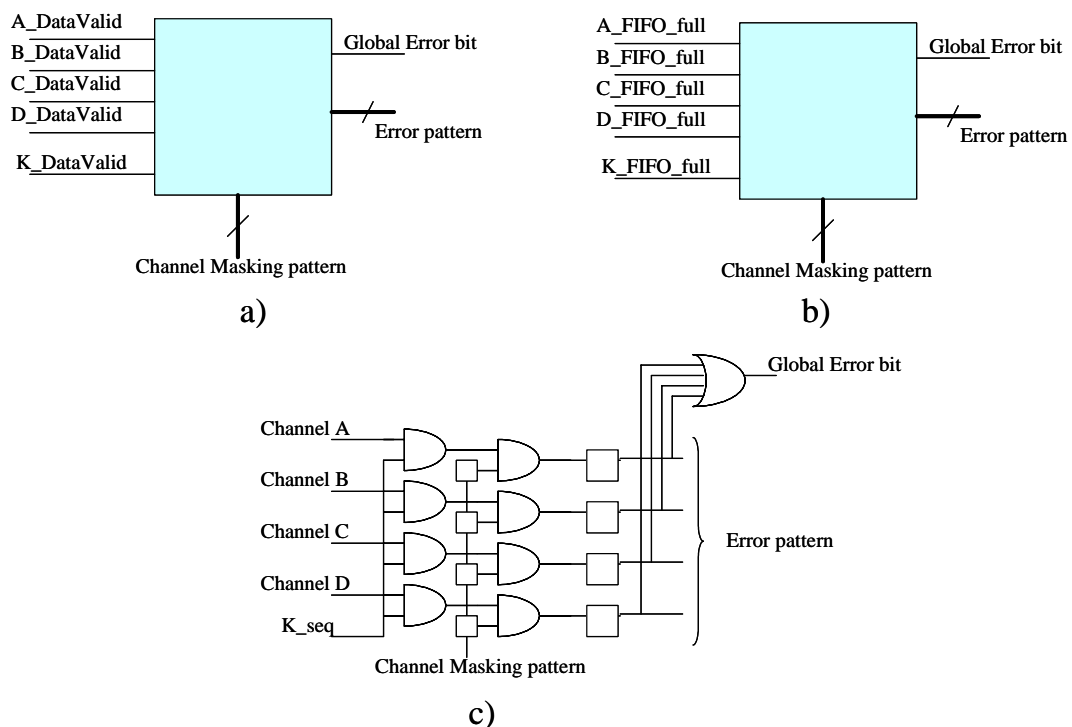 A_DataValid
B_DataValid
C_DataValid
D_DataValid
K_DataValid
Global Error bit
Error pattern
Channel Masking pattern
a)
A_FIFO_full
B_FIFO_full
C_FIFO_full
D_FIFO_full
K_FIFO_full
Global Error bit
Error pattern
Channel Masking pattern
b)
Global Error bit
Channel A
Channel B
Channel C
Channel D
K_seq
Error pattern
Channel Masking pattern
c)